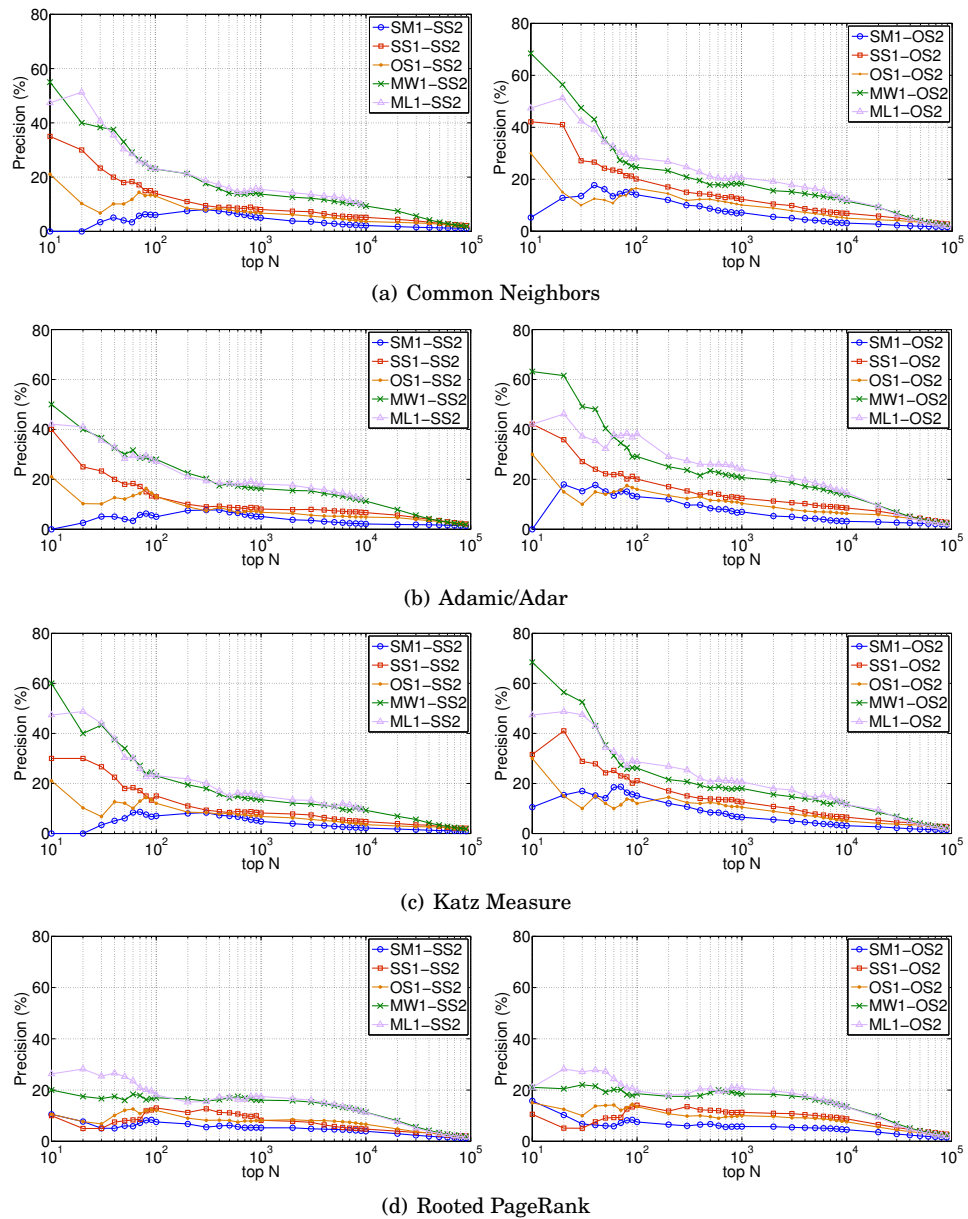 Precision (%)
80
60
40
20
0
10^1
10^2
10^3
10^4
10^5
top N
SM1−SS2
SS1−SS2
OS1−SS2
MW1−SS2
ML1−SS2
Precision (%)
80
60
40
20
0
10^1
10^2
10^3
10^4
10^5
top N
SM1−OS2
SS1−OS2
OS1−OS2
MW1−OS2
ML1−OS2
(a) Common Neighbors
Precision (%)
80
60
40
20
0
10^1
10^2
10^3
10^4
10^5
top N
SM1−SS2
SS1−SS2
OS1−SS2
MW1−SS2
ML1−SS2
Precision (%)
80
60
40
20
0
10^1
10^2
10^3
10^4
10^5
top N
SM1−OS2
SS1−OS2
OS1−OS2
MW1−OS2
ML1−OS2
(b) Adamic/Adar
Precision (%)
80
60
40
20
0
10^1
10^2
10^3
10^4
10^5
top N
SM1−SS2
SS1−SS2
OS1−SS2
MW1−SS2
ML1−SS2
Precision (%)
80
60
40
20
0
10^1
10^2
10^3
10^4
10^5
top N
SM1−OS2
SS1−OS2
OS1−OS2
MW1−OS2
ML1−OS2
(c) Katz Measure
Precision (%)
80
60
40
20
0
10^1
10^2
10^3
10^4
10^5
top N
SM1−SS2
SS1−SS2
OS1−SS2
MW1−SS2
ML1−SS2
Precision (%)
80
60
40
20
0
10^1
10^2
10^3
10^4
10^5
top N
SM1−OS2
SS1−OS2
OS1−OS2
MW1−OS2
ML1−OS2
(d) Rooted PageRank